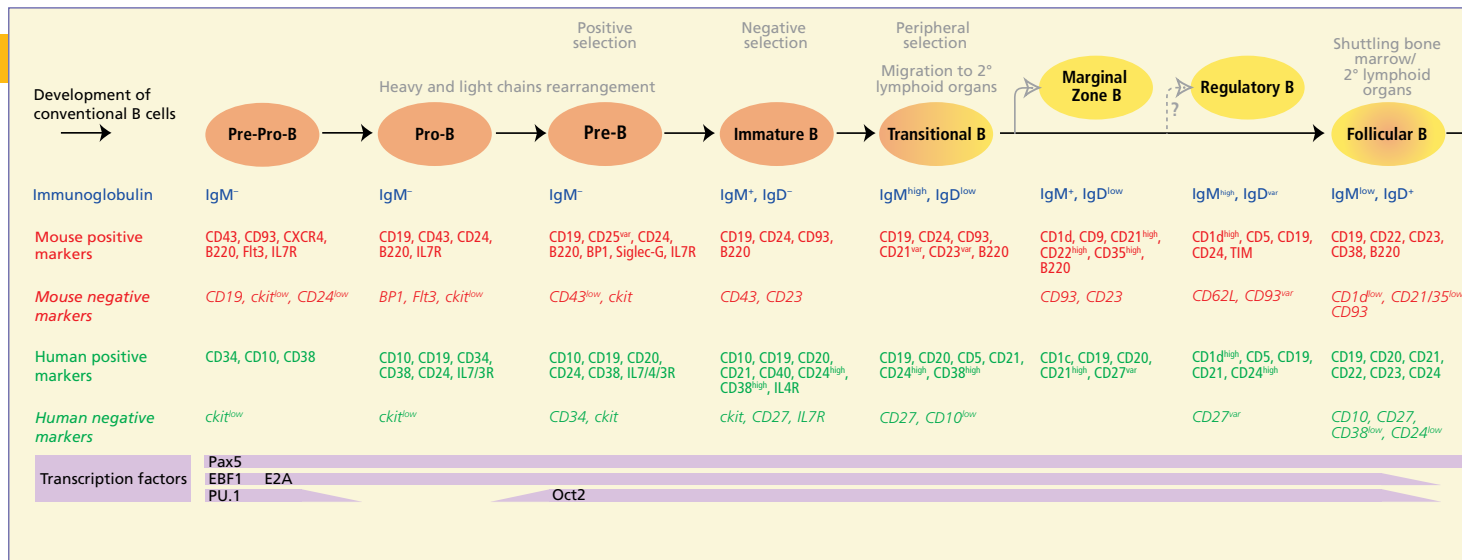 Positive
selection
Negative
selection
Peripheral
selection
Shuttling bone
marrow/
2° lymphoid
organs
Development of
conventional B cells
Heavy and light chains rearrangement
Migration to 2°
lymphoid organs
Marginal
Zone B
Regulatory B
?
Pre-Pro-B
Pro-B
Pre-B
Immature B
Transitional B
Follicular B
Immunoglobulin
IgM⁻
IgM⁻
IgM⁻
IgM⁺, IgD⁻
IgMhigh, IgDlow
IgM⁺, IgDlow
IgMhigh, IgDvar
IgMlow, IgD⁺
Mouse positive
markers
CD43, CD93, CXCR4,
B220, Flt3, IL7R
CD19, CD43, CD24,
B220, IL7R
CD19, CD25var, CD24,
B220, BP1, Siglec-G, IL7R
CD19, CD24, CD93,
B220
CD19, CD24, CD93,
CD21var, CD23var, B220
CD1d, CD9, CD21high,
CD22high, CD35high,
B220
CD1dhigh, CD5, CD19,
CD24, TIM
CD19, CD22, CD23,
CD38, B220
Mouse negative
markers
CD19, ckitlow, CD24low
BP1, Flt3, ckitlow
CD43low, ckit
CD43, CD23
CD93, CD23
CD62L, CD93var
CD1dlow, CD21/35low
CD93
Human positive
markers
CD34, CD10, CD38
CD10, CD19, CD34,
CD38, CD24, IL7/3R
CD10, CD19, CD20,
CD24, CD38, IL7/4/3R
CD10, CD19, CD20,
CD21, CD40, CD24high,
CD38high, IL4R
CD19, CD20, CD5, CD21,
CD24high, CD38high
CD1c, CD19, CD20,
CD21high, CD27var
CD1dhigh, CD5, CD19,
CD21, CD24high
CD19, CD20, CD21,
CD22, CD23, CD24
Human negative
markers
ckitlow
ckitlow
CD34, ckit
ckit, CD27, IL7R
CD27, CD10low
CD27var
CD10, CD27,
CD38low, CD24low
Transcription factors
Pax5
EBF1 E2A
PU.1
Oct2